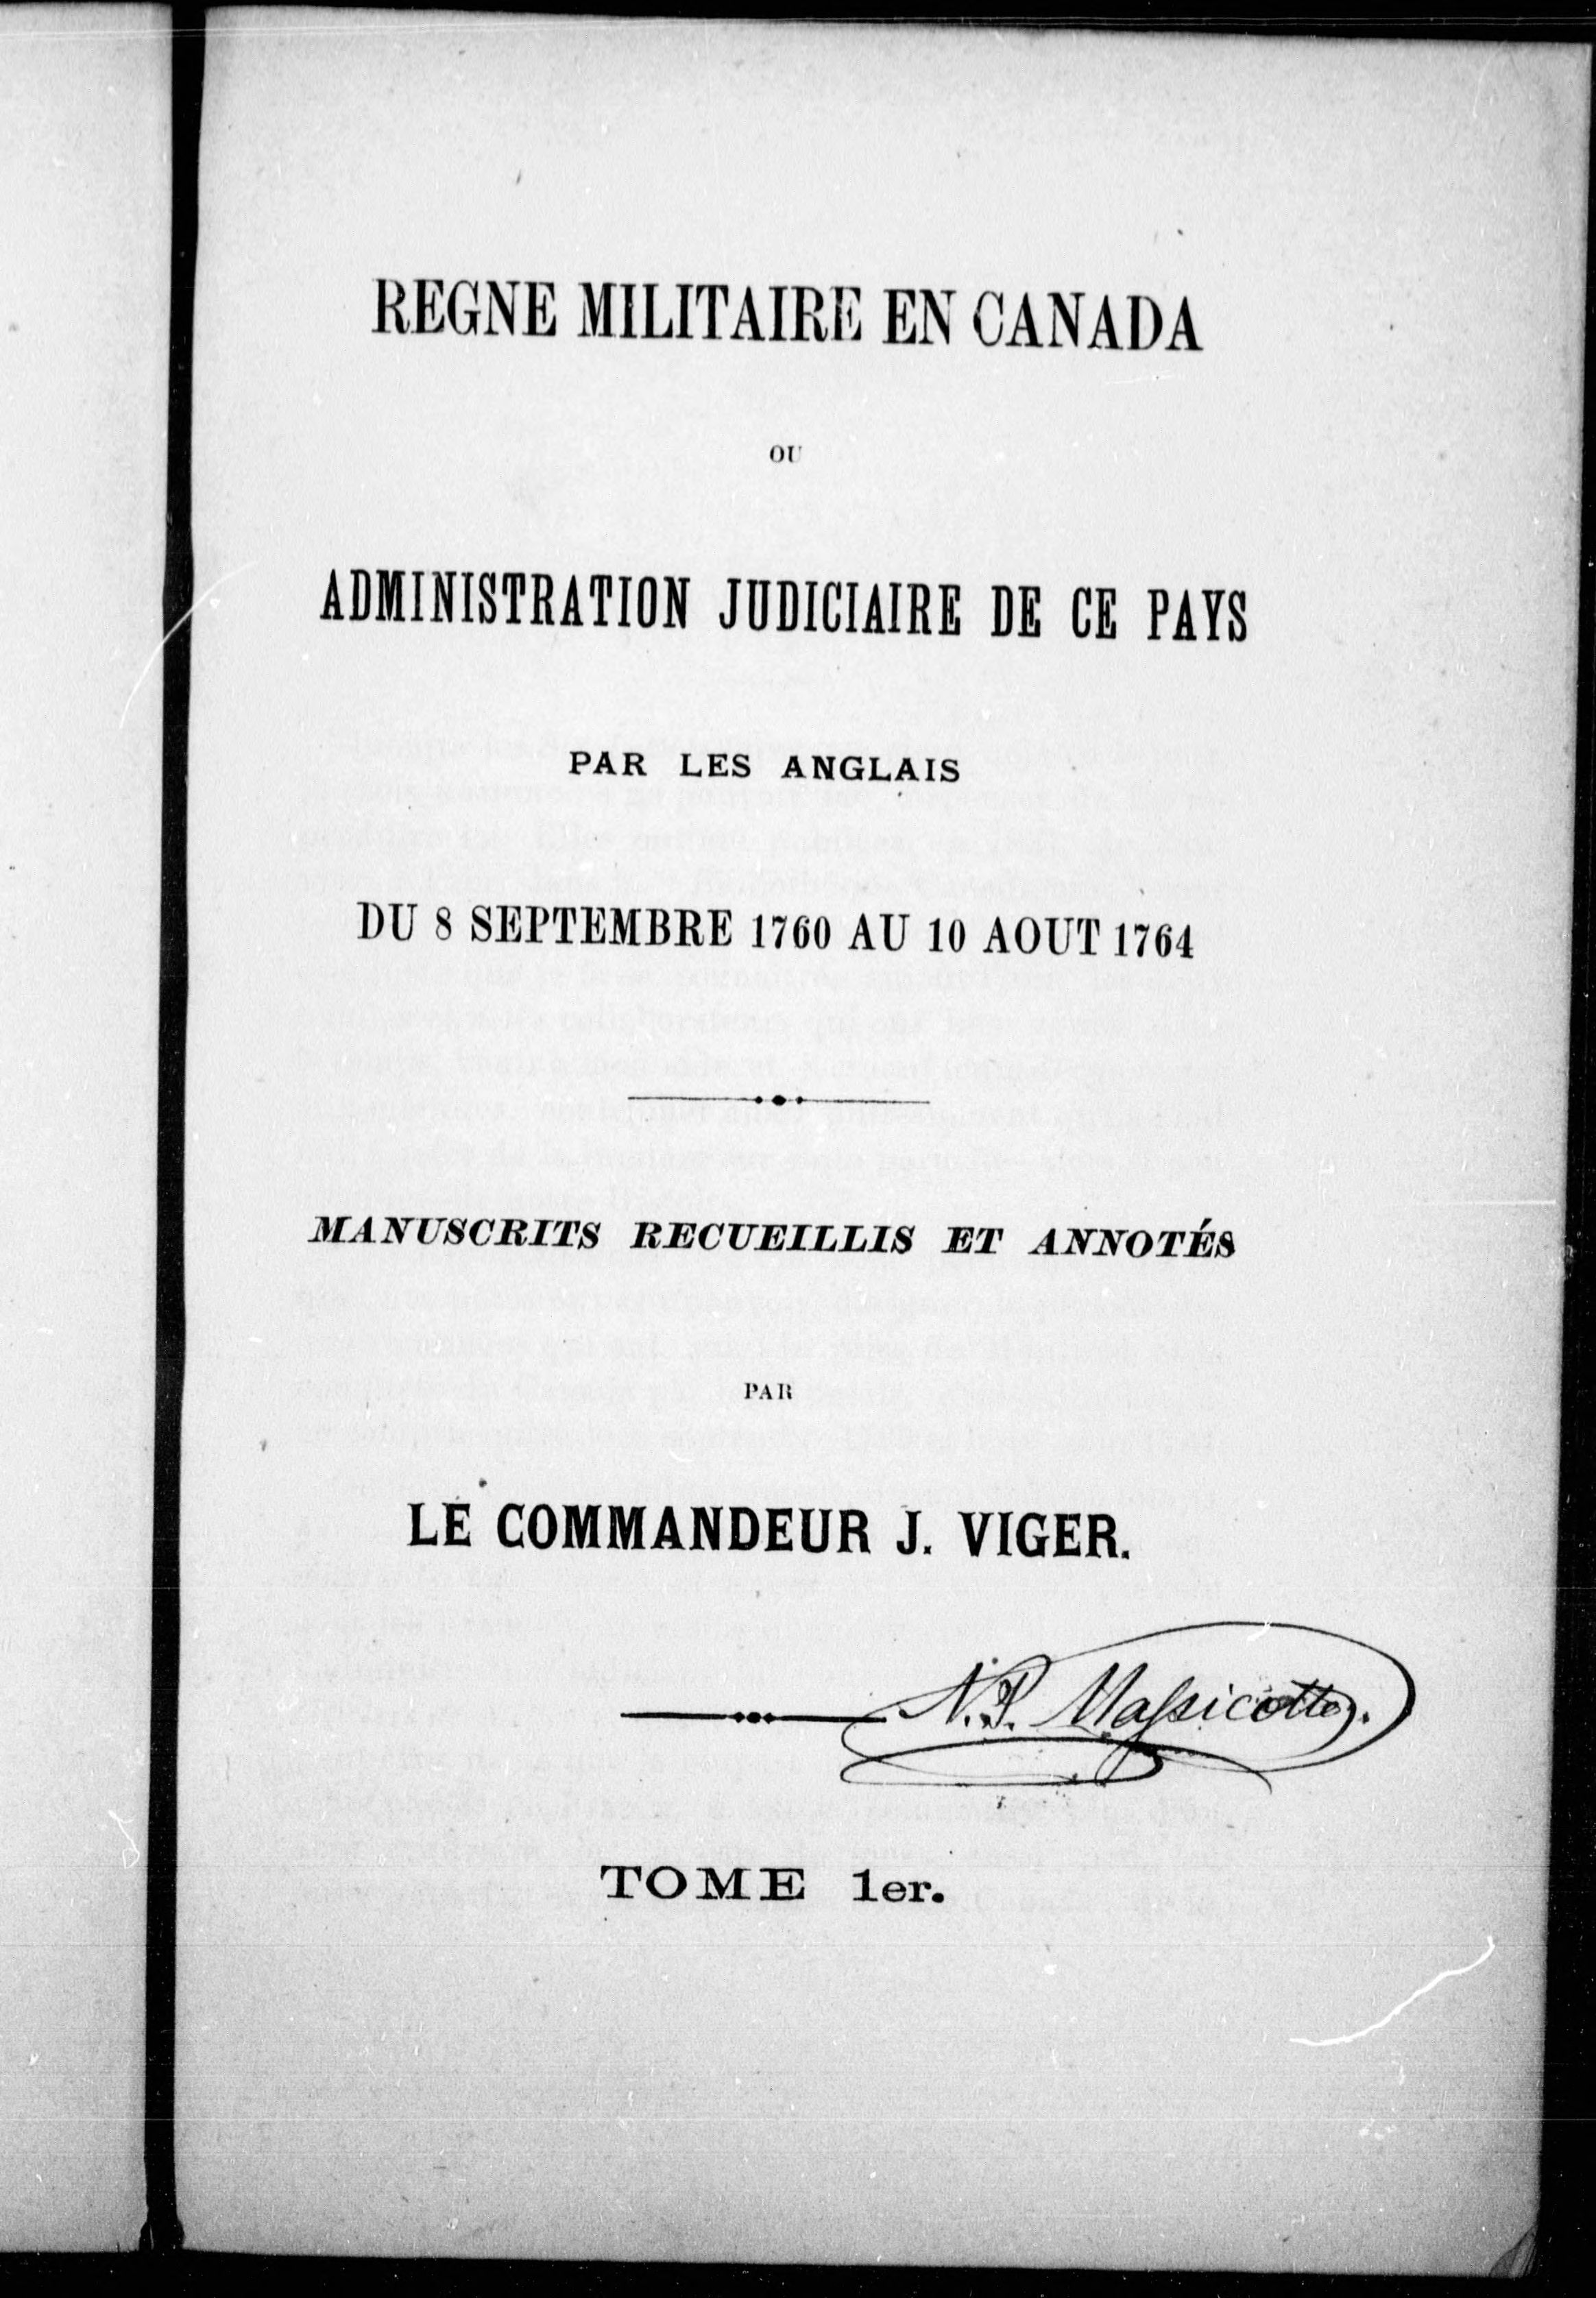 REGNE MILITAIRE EN CANADA
OU
ADMINISTRATION JUDICIAIRE DE CE PAYS
PAR LES ANGLAIS
DU 8 SEPTEMBRE 1760 AU 10 AOUT 1764
MANUSCRITS RECUEILLIS ET ANNOTÉS
PAR
LE COMMANDEUR J. VIGER.
N. P. Massicotte.
TOME 1er.